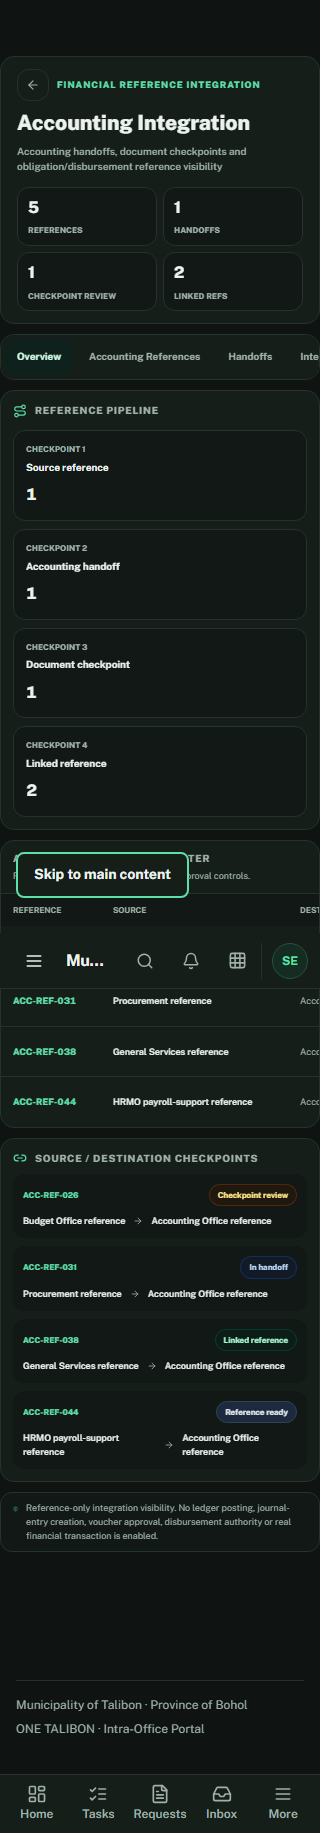 FINANCIAL REFERENCE INTEGRATION
Accounting Integration
Accounting handoffs, document checkpoints and
obligation/disbursement reference visibility
5
REFERENCES
1
HANDOFFS
1
CHECKPOINT REVIEW
2
LINKED REFS
Overview Accounting References Handoffs Inte
REFERENCE PIPELINE
CHECKPOINT 1
Source reference
1
CHECKPOINT 2
Accounting handoff
1
CHECKPOINT 3
Document checkpoint
1
CHECKPOINT 4
Linked reference
2
Skip to main content
REFERENCE SOURCE DEST
Mu... SE
ACC-REF-031 Procurement reference Acco
ACC-REF-038 General Services reference Acco
ACC-REF-044 HRMO payroll-support reference Acco
SOURCE / DESTINATION CHECKPOINTS
ACC-REF-026 Checkpoint review
Budget Office reference → Accounting Office reference
ACC-REF-031 In handoff
Procurement reference → Accounting Office reference
ACC-REF-038 Linked reference
General Services reference → Accounting Office reference
ACC-REF-044 Reference ready
HRMO payroll-support reference → Accounting Office reference
Reference-only integration visibility. No ledger posting, journal-
entry creation, voucher approval, disbursement authority or real
financial transaction is enabled.
Municipality of Talibon · Province of Bohol
ONE TALIBON · Intra-Office Portal
Home Tasks Requests Inbox More